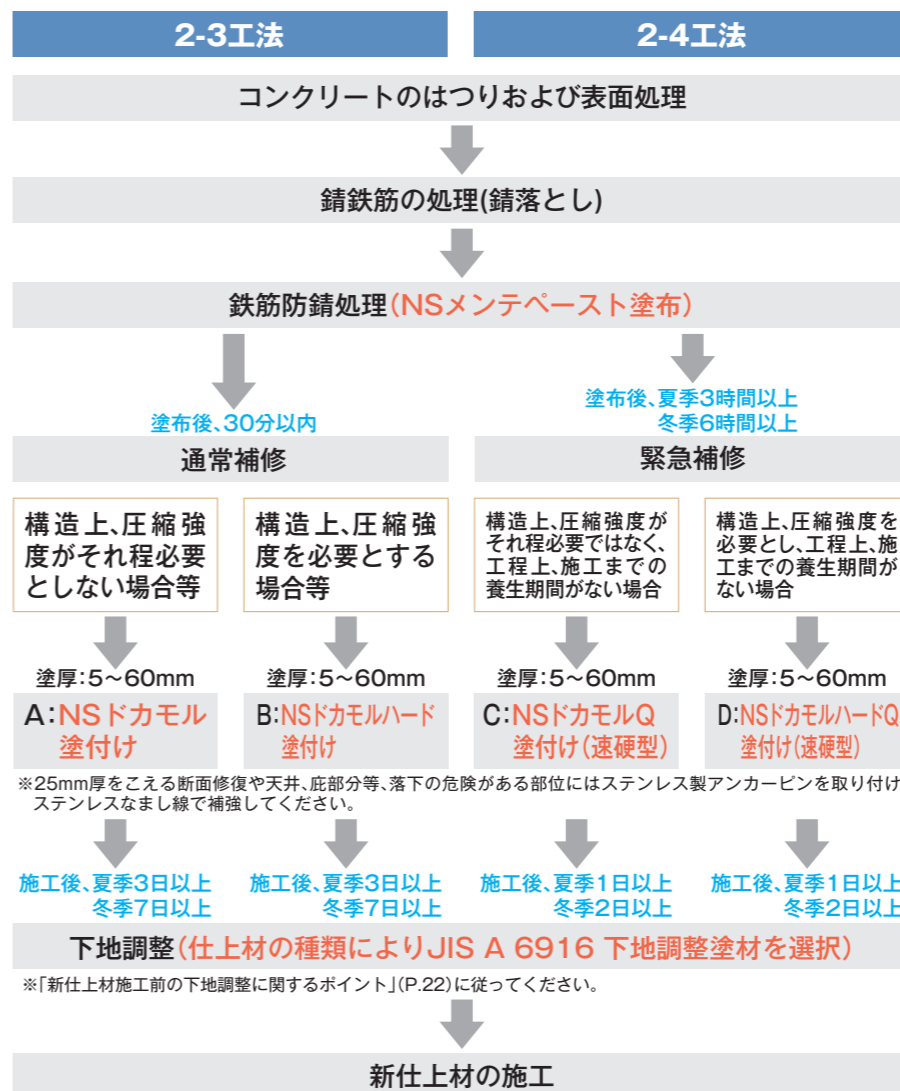 2-3工法
2-4工法
コンクリートのはつりおよび表面処理
錆鉄筋の処理(錆落とし)
鉄筋防錆処理(NSメンテペースト塗布)
塗布後、30分以内
塗布後、夏季3時間以上
冬季6時間以上
通常補修
緊急補修
構造上、圧縮強
度がそれ程必要
としない場合等
構造上、圧縮強
度を必要とする
場合等
構造上、圧縮強度が
それ程必要ではなく、
工程上、施工までの
養生期間がない場合
構造上、圧縮強度を
必要とし、工程上、施
工までの養生期間が
ない場合
塗厚:5〜60mm
塗厚:5〜60mm
塗厚:5〜60mm
塗厚:5〜60mm
A:NSドカモル
塗付け
B:NSドカモルハード
塗付け
C:NSドカモルQ
塗付け(速硬型)
D:NSドカモルハードQ
塗付け(速硬型)
※25mm厚をこえる断面修復や天井、庇部分等、落下の危険がある部位にはステンレス製アンカーピンを取り付け
ステンレスなまし線で補強してください。
施工後、夏季3日以上
冬季7日以上
施工後、夏季3日以上
冬季7日以上
施工後、夏季1日以上
冬季2日以上
施工後、夏季1日以上
冬季2日以上
下地調整(仕上材の種類によりJIS A 6916 下地調整塗材を選択)
※「新仕上材施工前の下地調整に関するポイント」(P.22)に従ってください。
新仕上材の施工